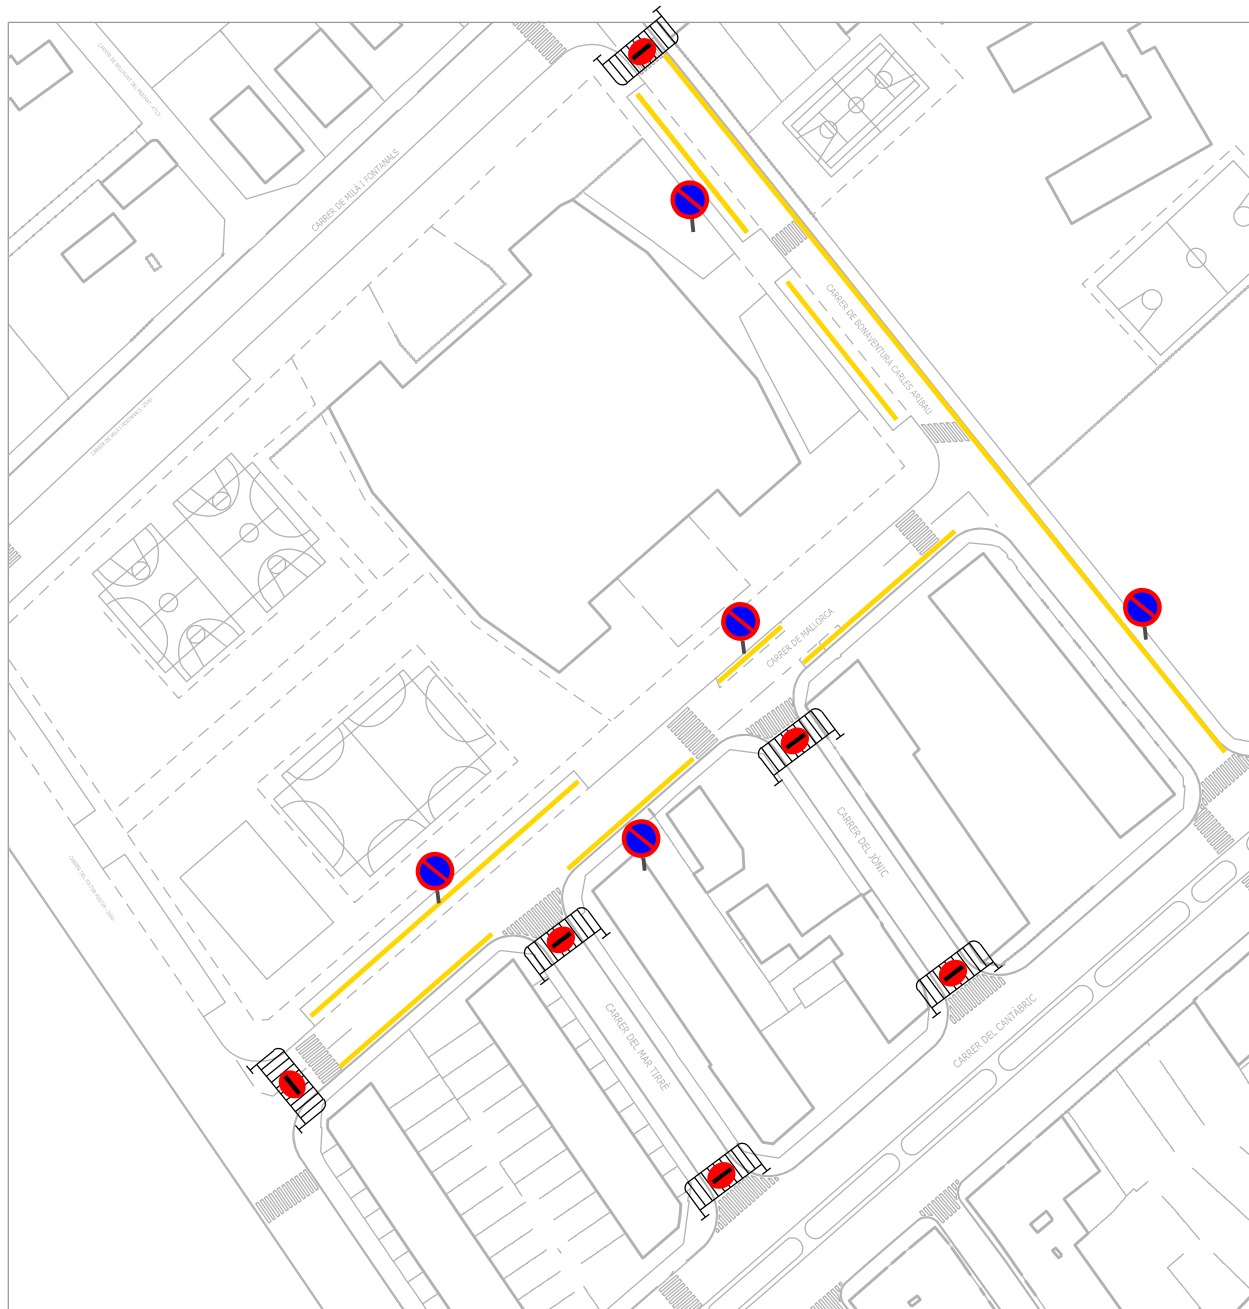 CARRER DE MILÀ I FONTANALS
CARRER DE BONAVENTURA CARLES ARIBAU
CARRER DE MALLORCA
CARRER DEL JÒNIC
CARRER DEL MAR TIRRÈ
CARRER DEL CANTÀBRIC